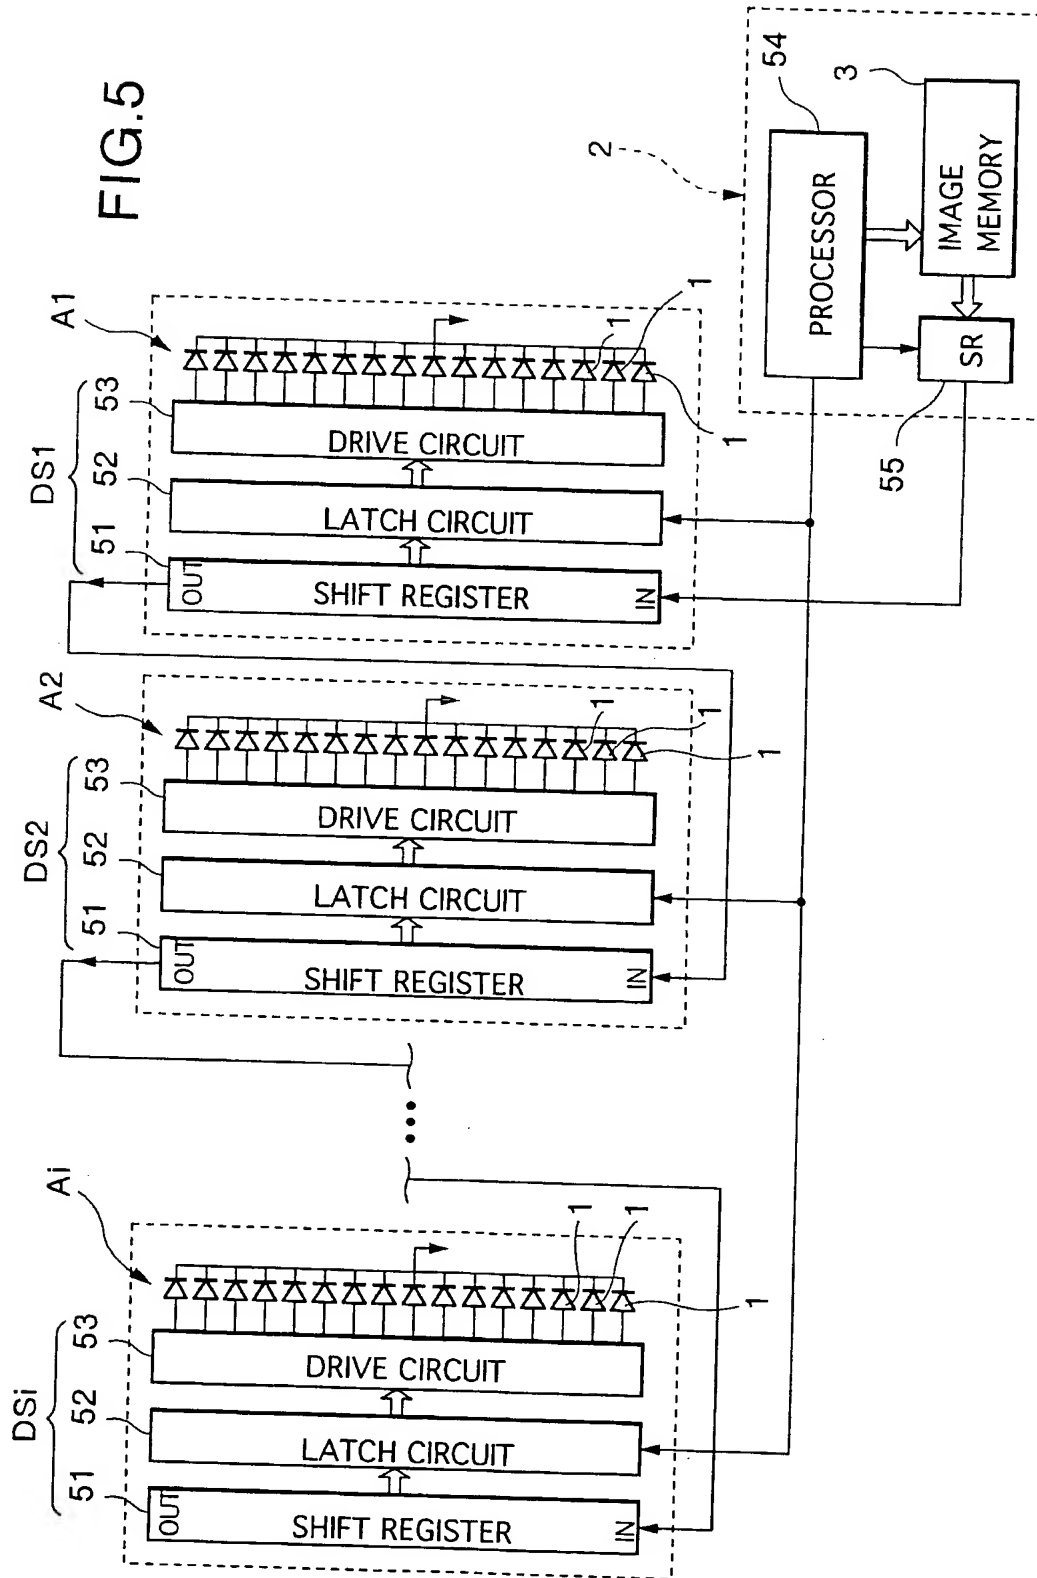 FIG.5
A1
DS1
51
52
53
OUT
SHIFT REGISTER
IN
LATCH CIRCUIT
DRIVE CIRCUIT
1
1
1
A2
DS2
51
52
53
OUT
SHIFT REGISTER
IN
LATCH CIRCUIT
DRIVE CIRCUIT
1
1
1
Ai
DSi
51
52
53
OUT
SHIFT REGISTER
IN
LATCH CIRCUIT
DRIVE CIRCUIT
1
1
1
2
54
PROCESSOR
3
IMAGE
MEMORY
SR
55